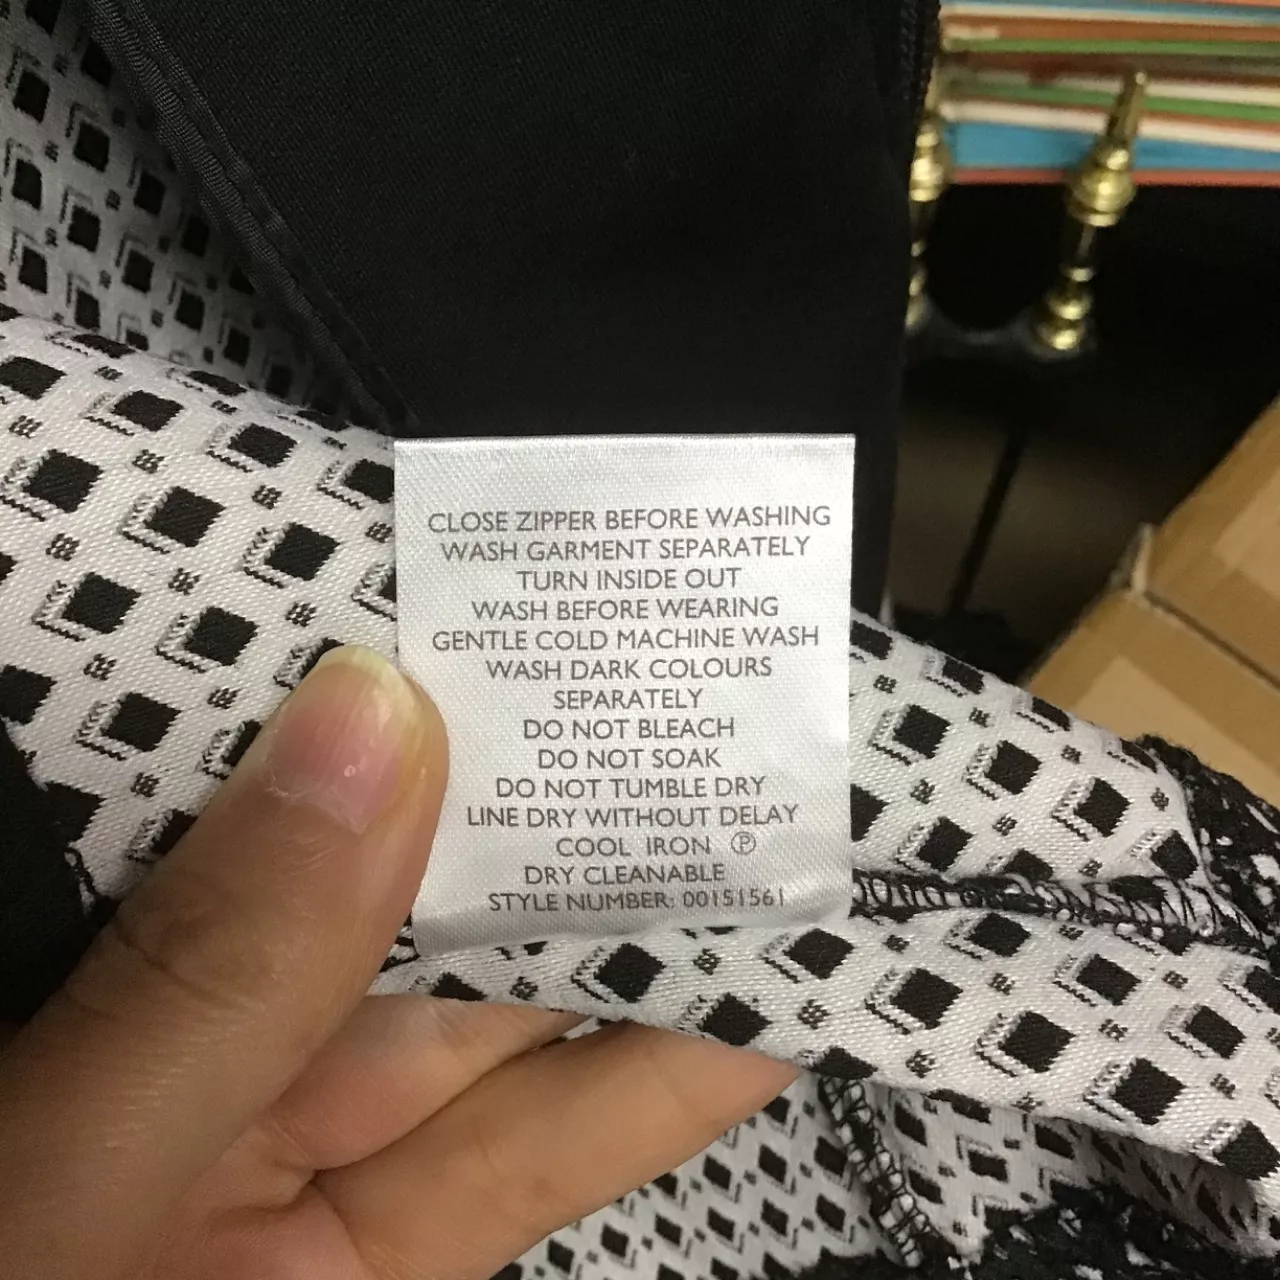 CLOSE ZIPPER BEFORE WASHING
WASH GARMENT SEPARATELY
TURN INSIDE OUT
WASH BEFORE WEARING
GENTLE COLD MACHINE WASH
WASH DARK COLOURS
SEPARATELY
DO NOT BLEACH
DO NOT SOAK
DO NOT TUMBLE DRY
LINE DRY WITHOUT DELAY
COOL IRON Ⓟ
DRY CLEANABLE
STYLE NUMBER: 00151561